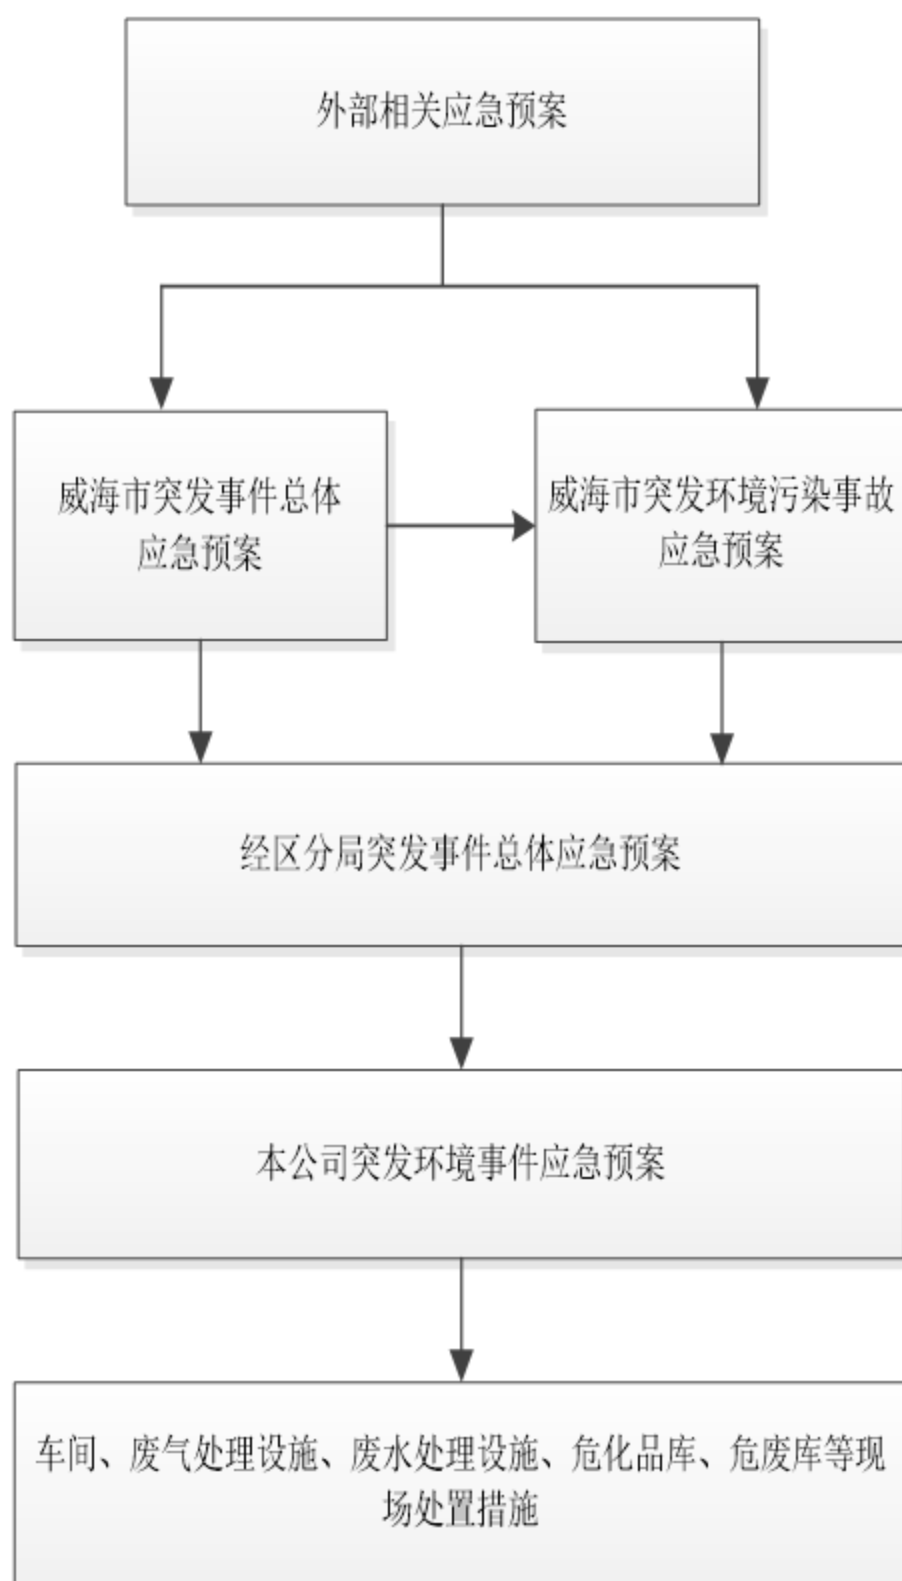 外部相关应急预案
威海市突发事件总体
应急预案
威海市突发环境污染事故
应急预案
经区分局突发事件总体应急预案
本公司突发环境事件应急预案
车间、废气处理设施、废水处理设施、危化品库、危废库等现
场处置措施